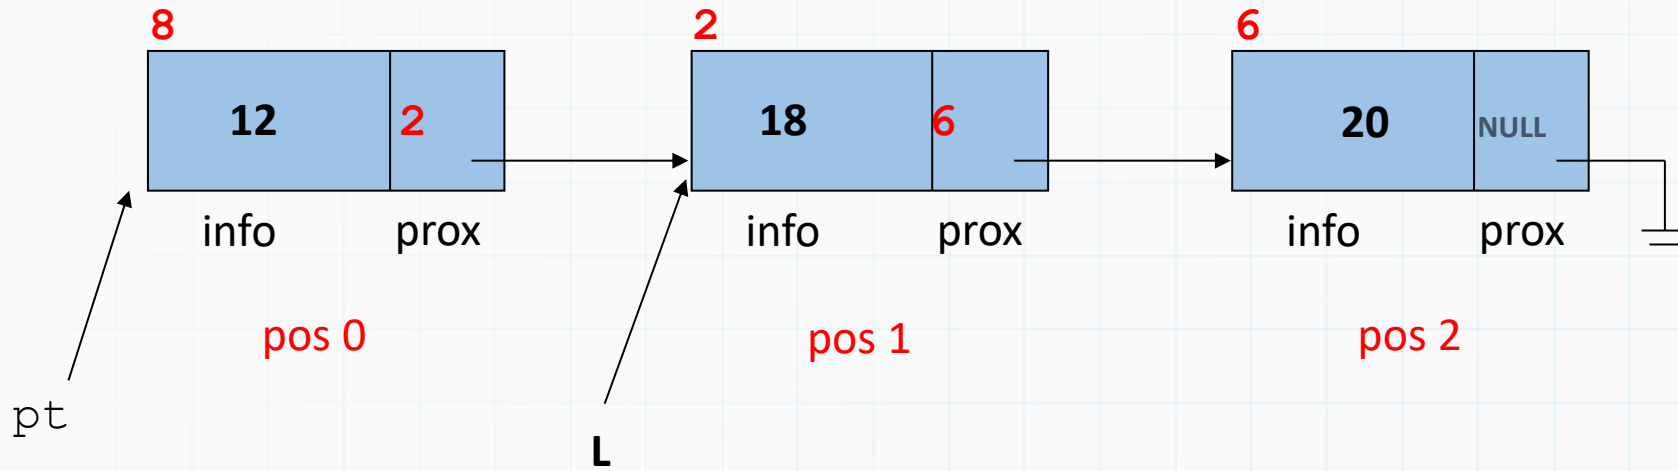 8 2 6
12 2 18 6 20 NULL
info prox info prox info prox
pos 0 pos 1 pos 2
pt
L